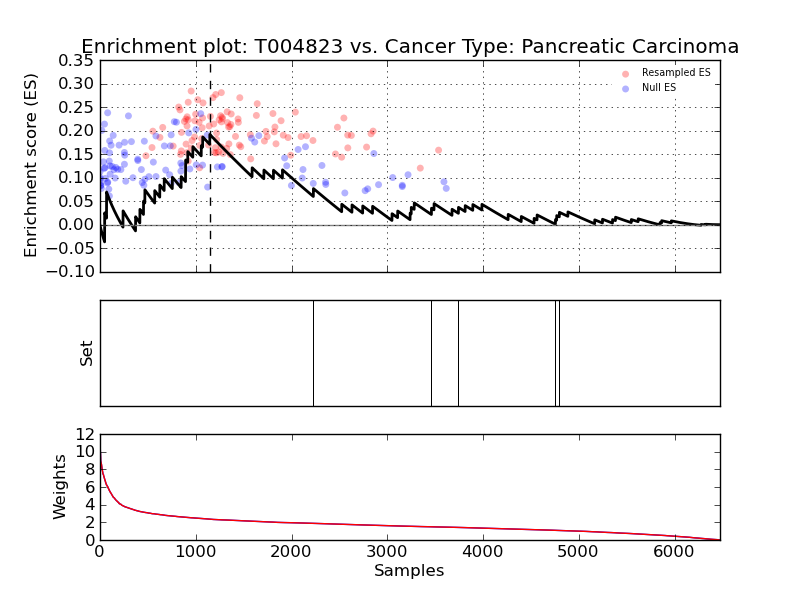 Enrichment plot: T004823 vs. Cancer Type: Pancreatic Carcinoma
Enrichment score (ES)
0.35
0.30
0.25
0.20
0.15
0.10
0.05
0.00
−0.05
−0.10
Resampled ES
Null ES
Set
Weights
12
10
8
6
4
2
0
0 1000 2000 3000 4000 5000 6000
Samples